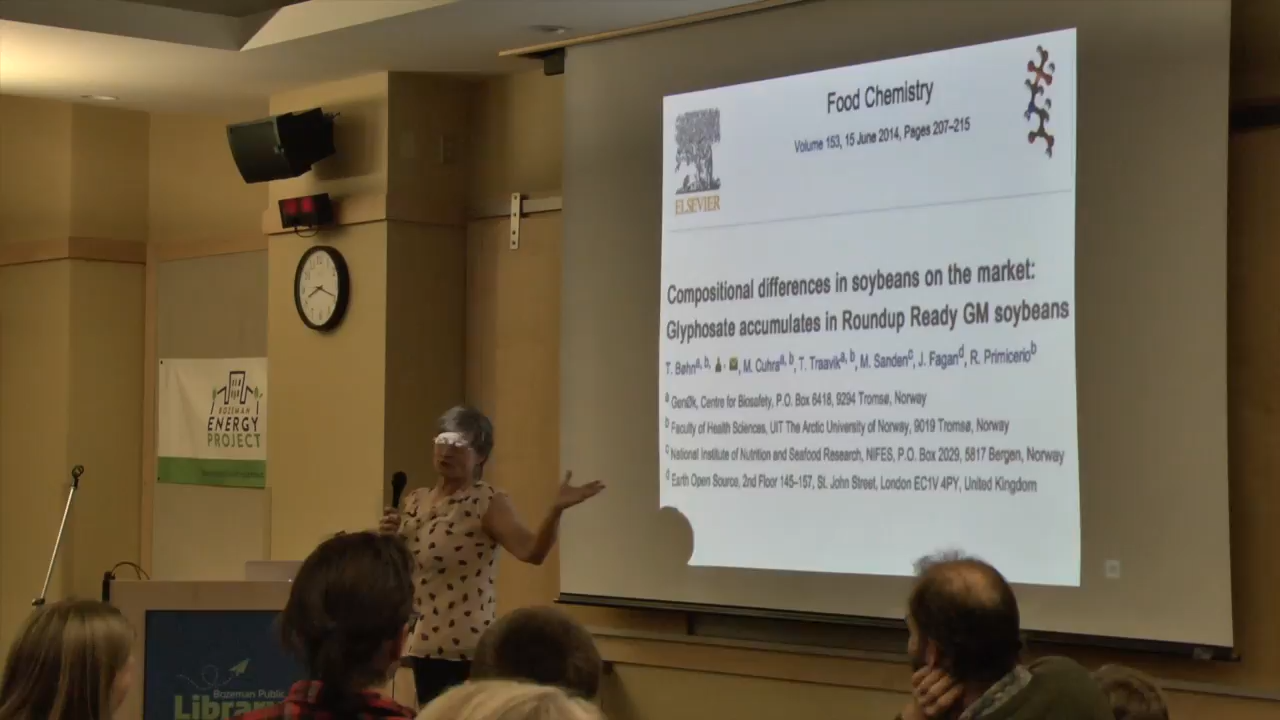 Food Chemistry
Volume 153, 15 June 2014, Pages 207–215
ELSEVIER
Compositional differences in soybeans on the market:
Glyphosate accumulates in Roundup Ready GM soybeans
T. Bøhn a, b, M. Cuhra a, b, T. Traavik a, b, M. Sanden c, J. Fagan d, R. Primicerio b
a GenØk, Centre for Biosafety, P.O. Box 6418, 9294 Tromsø, Norway
b Faculty of Health Sciences, UIT The Arctic University of Norway, 9019 Tromsø, Norway
c National Institute of Nutrition and Seafood Research, NIFES, P.O. Box 2029, 5817 Bergen, Norway
d Earth Open Source, 2nd Floor 145–157, St. John Street, London EC1V 4PY, United Kingdom
BOZEMAN
ENERGY
PROJECT
Bozeman Public
Library